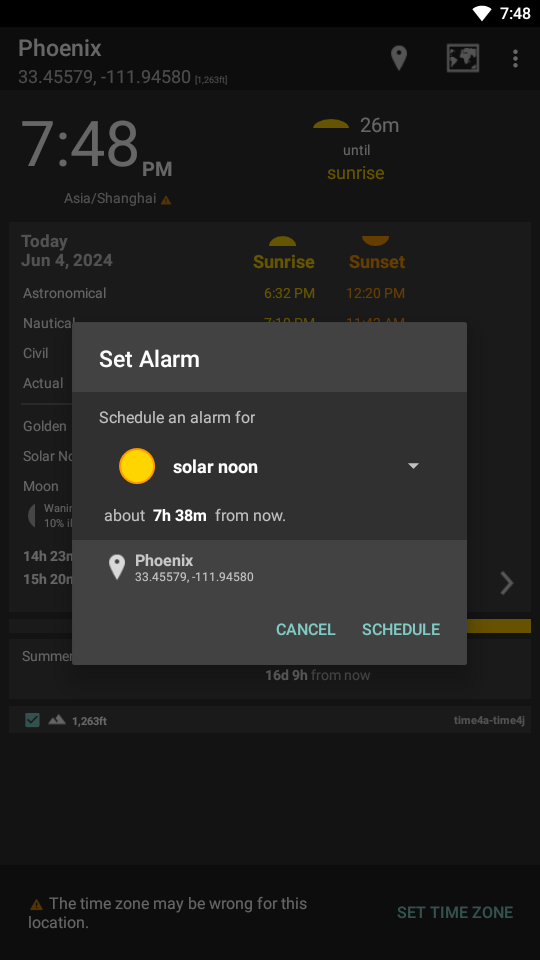 7:48
Phoenix
33.45579, -111.94580 [1,263ft]
7:48 PM
26m
until
sunrise
Asia/Shanghai
Today
Jun 4, 2024
Sunrise Sunset
Astronomical 6:32 PM 12:20 PM
Nautical
Civil
Actual
Set Alarm
Schedule an alarm for
solar noon
about 7h 38m from now.
Phoenix
33.45579, -111.94580
CANCEL SCHEDULE
Golden
Solar
Moon
10%
14h
15h
16d 9h from now
1,263ft time4a-time4j
The time zone may be wrong for this
location.
SET TIME ZONE